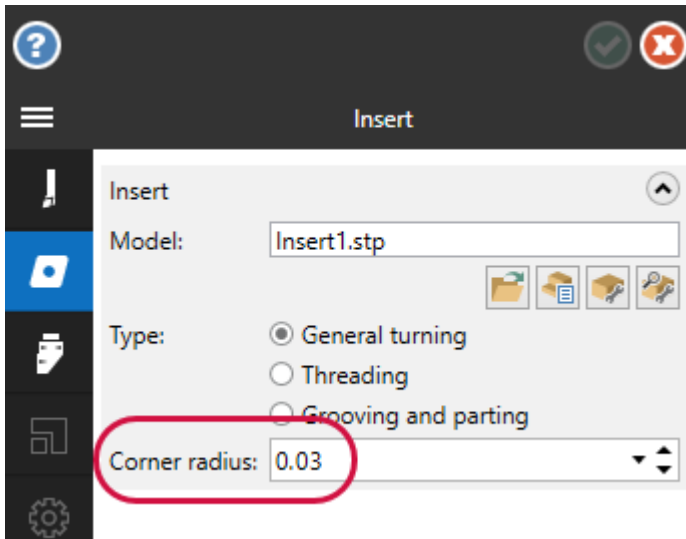 Insert
Insert
Model: Insert1.stp
Type: General turning
Threading
Grooving and parting
Corner radius: 0.03